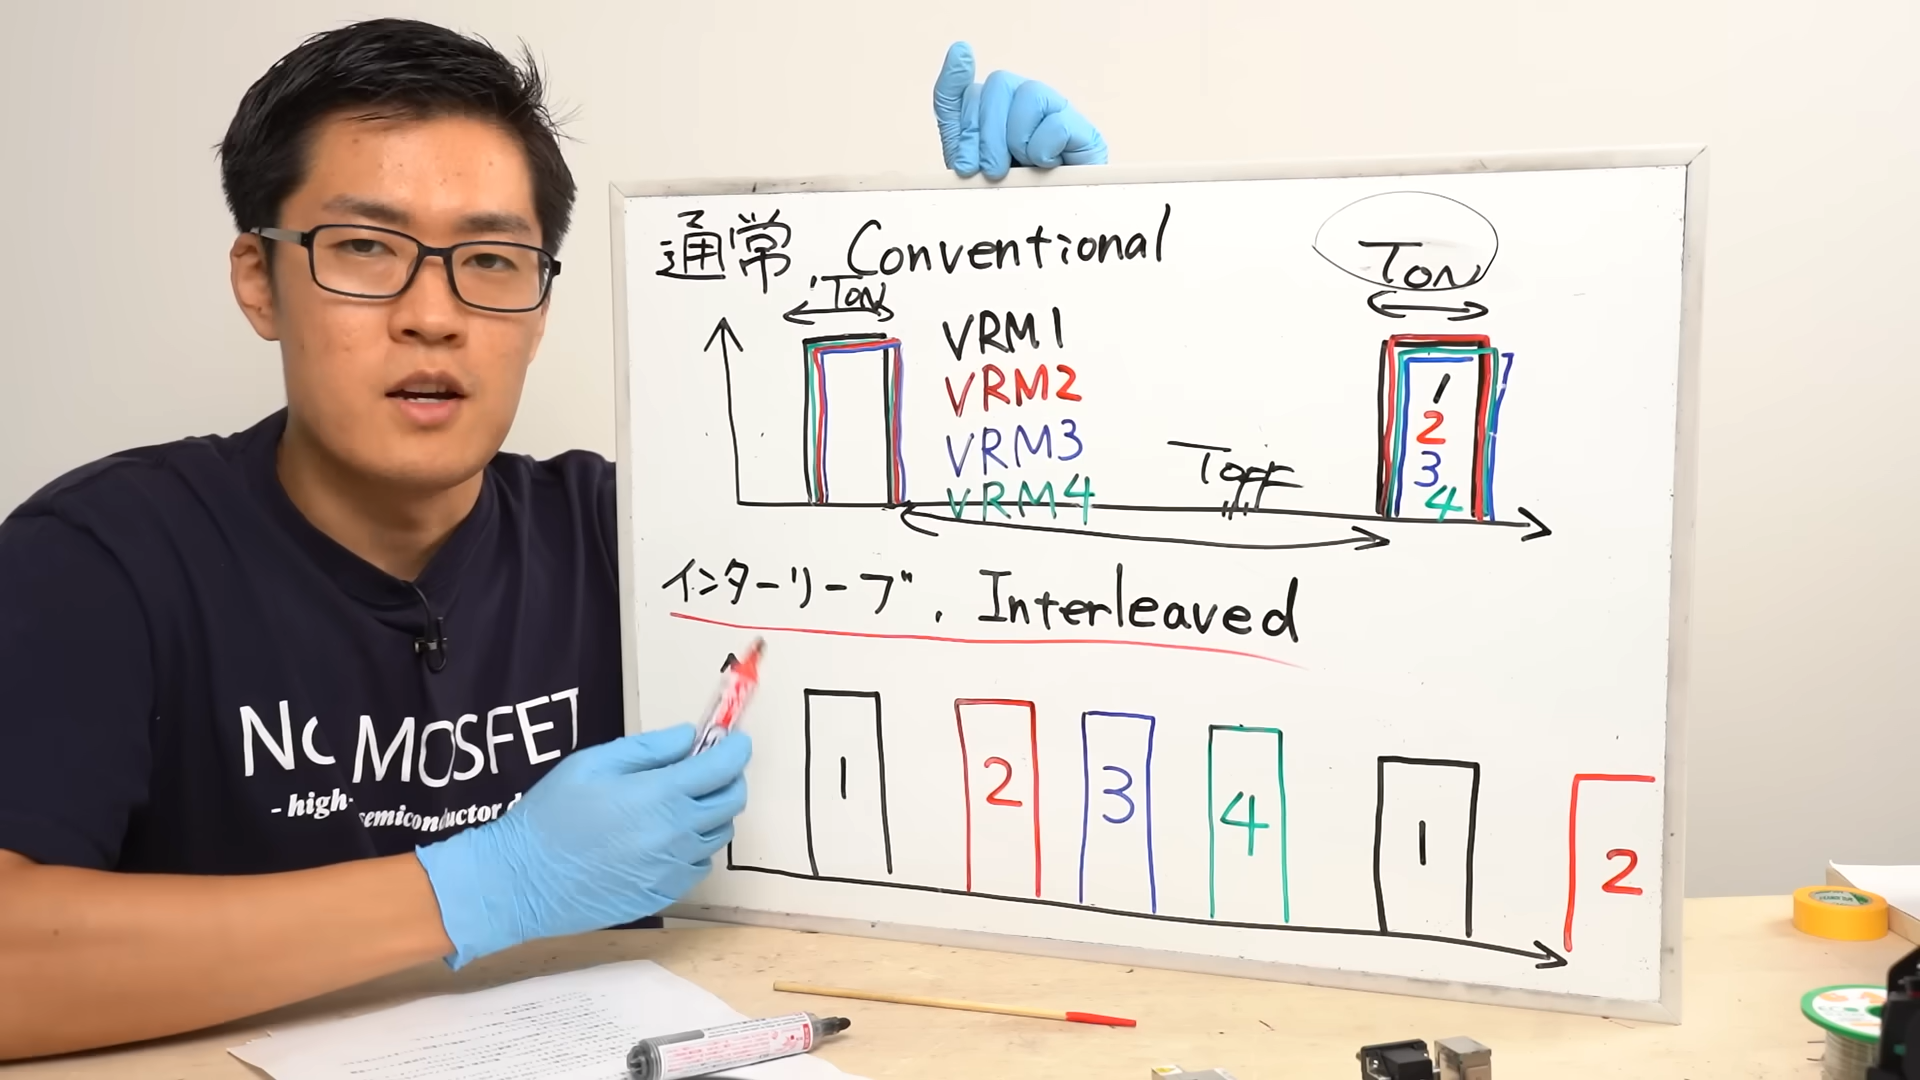 通常, Conventional
TON
TON
VRM1
VRM2
VRM3
VRM4
TOFF
1
2
3
4
インターリーブ, Interleaved
1
2
3
4
1
2
MOSFET
- high-
semiconductor